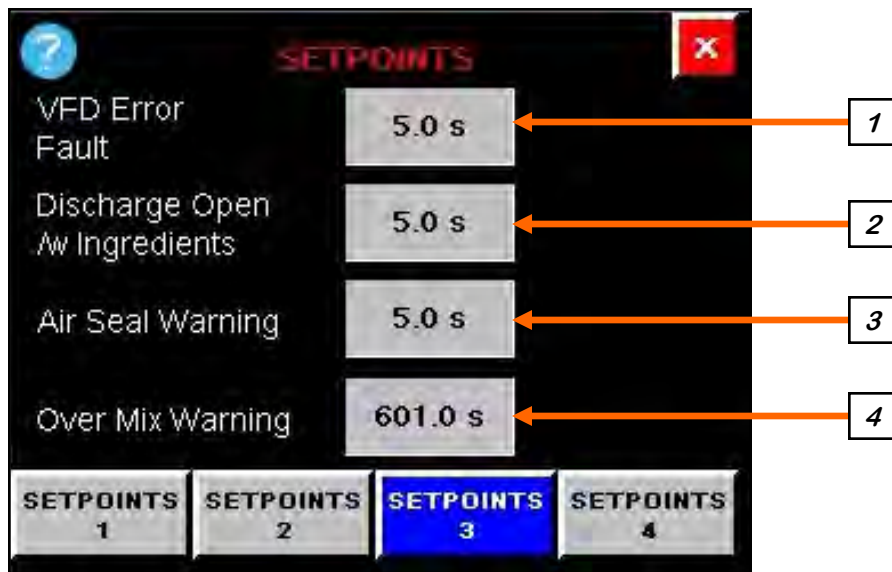 ?
SETPOINTS
×
VFD Error
Fault
5.0 s
1
Discharge Open
/w Ingredients
5.0 s
2
Air Seal Warning
5.0 s
3
Over Mix Warning
601.0 s
4
SETPOINTS
1
SETPOINTS
2
SETPOINTS
3
SETPOINTS
4